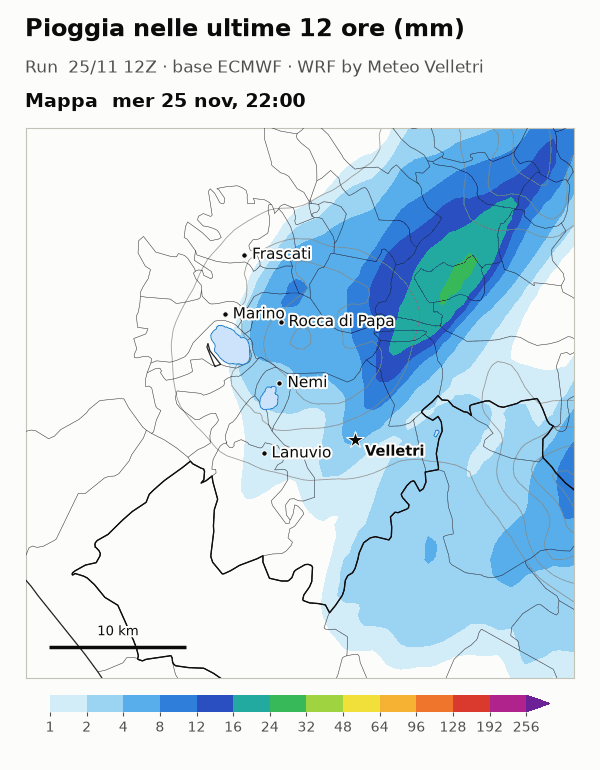 Pioggia nelle ultime 12 ore (mm)
Run 25/11 12Z · base ECMWF · WRF by Meteo Velletri
Mappa mer 25 nov, 22:00
Frascati
Marino
Rocca di Papa
Nemi
Velletri
Lanuvio
10 km
1 2 4 8 12 16 24 32 48 64 96 128 192 256